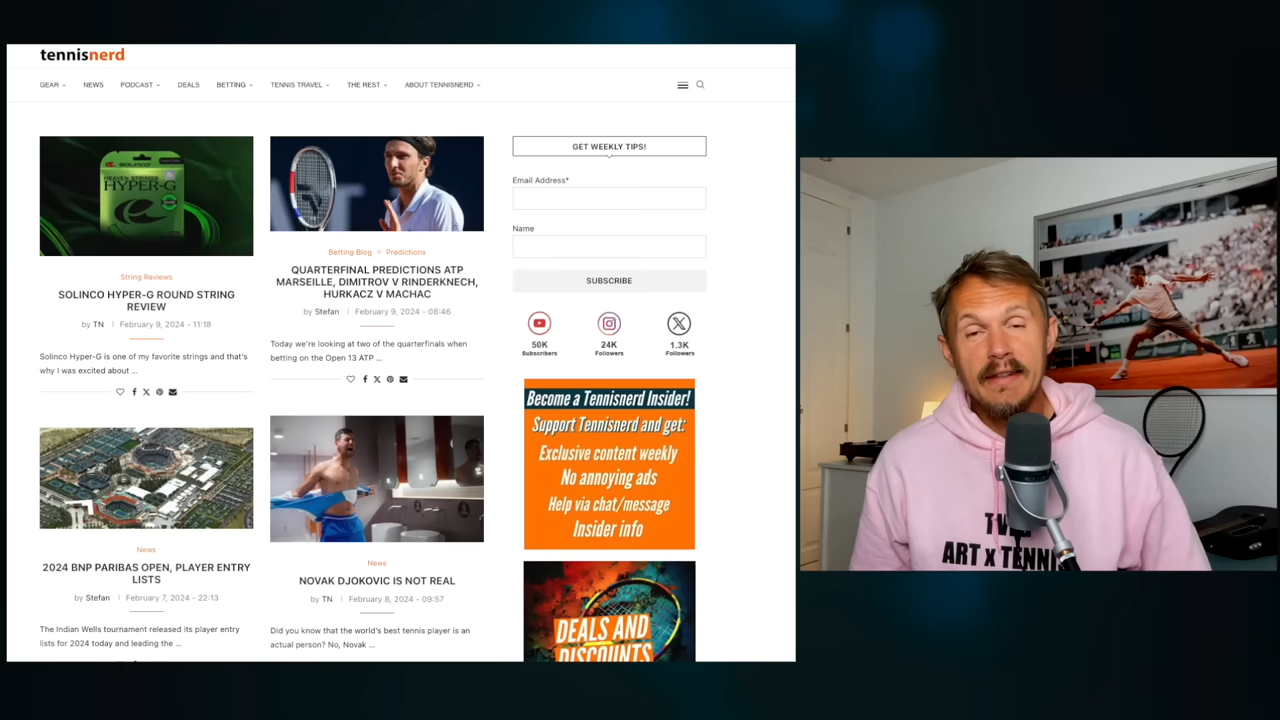 tennisnerd
GEAR NEWS PODCAST DEALS BETTING TENNIS TRAVEL THE REST ABOUT TENNISNERD
SOLINCO
HEAVEN STRINGS
HYPER-G
String Reviews
SOLINCO HYPER-G ROUND STRING
REVIEW
by TN February 9, 2024 - 11:18
Solinco Hyper-G is one of my favorite strings and that's
why I was excited about ...
Betting Blog Predictions
QUARTERFINAL PREDICTIONS ATP
MARSEILLE, DIMITROV V RINDERKNECH,
HURKACZ V MACHAC
by Stefan February 9, 2024 - 08:46
Today we're looking at two of the quarterfinals when
betting on the Open 13 ATP ...
News
2024 BNP PARIBAS OPEN, PLAYER ENTRY
LISTS
by Stefan February 7, 2024 - 22:13
The Indian Wells tournament released its player entry
lists for 2024 today and leading the ...
News
NOVAK DJOKOVIC IS NOT REAL
by TN February 8, 2024 - 09:57
Did you know that the world's best tennis player is an
actual person? No, Novak ...
GET WEEKLY TIPS!
Email Address*
Name
SUBSCRIBE
50K 24K 1.3K
Subscribers Followers Followers
Become a Tennisnerd Insider!
Support Tennisnerd and get:
Exclusive content weekly
No annoying ads
Help via chat/message
Insider info
DEALS AND
DISCOUNTS
ART x TENNI